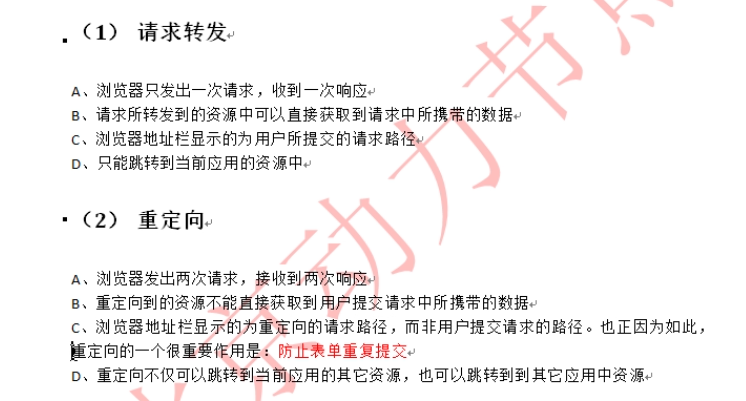 （1） 请求转发
A、浏览器只发出一次请求，收到一次响应
B、请求所转发到的资源中可以直接获取到请求中所携带的数据
C、浏览器地址栏显示的为用户所提交的请求路径
D、只能跳转到当前应用的资源中
（2） 重定向
A、浏览器发出两次请求，接收到两次响应
B、重定向到的资源不能直接获取到用户提交请求中所携带的数据
C、浏览器地址栏显示的为重定向的请求路径，而非用户提交请求的路径。也正因为如此，
重定向的一个很重要作用是：防止表单重复提交
D、重定向不仅可以跳转到当前应用的其它资源，也可以跳转到到其它应用中资源
北京动力节点